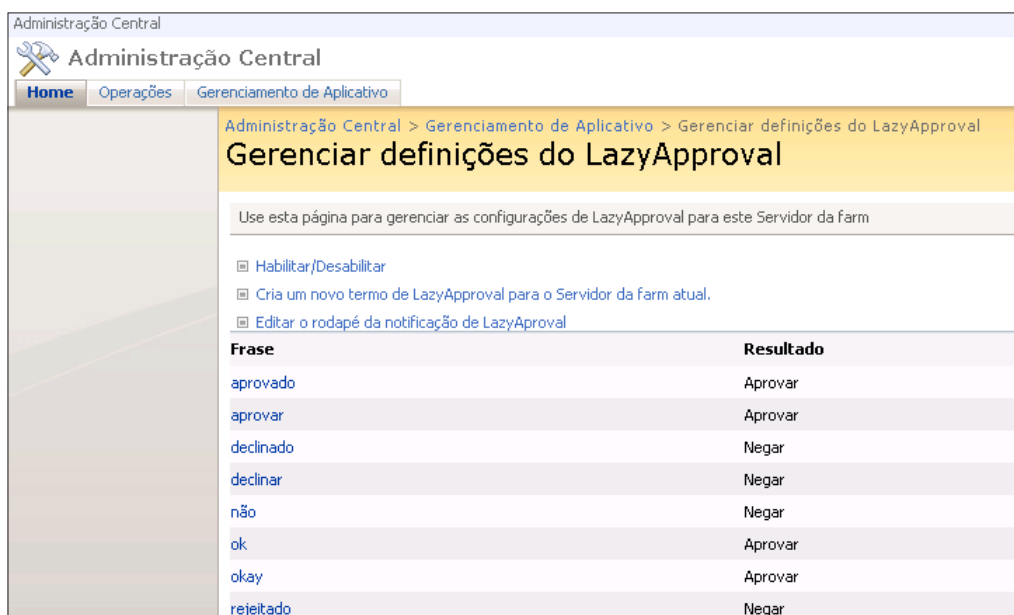 Administração Central
Administração Central
Home Operações Gerenciamento de Aplicativo
Administração Central > Gerenciamento de Aplicativo > Gerenciar definições do LazyApproval
Gerenciar definições do LazyApproval
Use esta página para gerenciar as configurações de LazyApproval para este Servidor da farm
Habilitar/Desabilitar
Cria um novo termo de LazyApproval para o Servidor da farm atual.
Editar o rodapé da notificação de LazyAproval
Frase Resultado
aprovado Aprovar
aprovar Aprovar
declinado Negar
declinar Negar
não Negar
ok Aprovar
okay Aprovar
rejeitado Negar